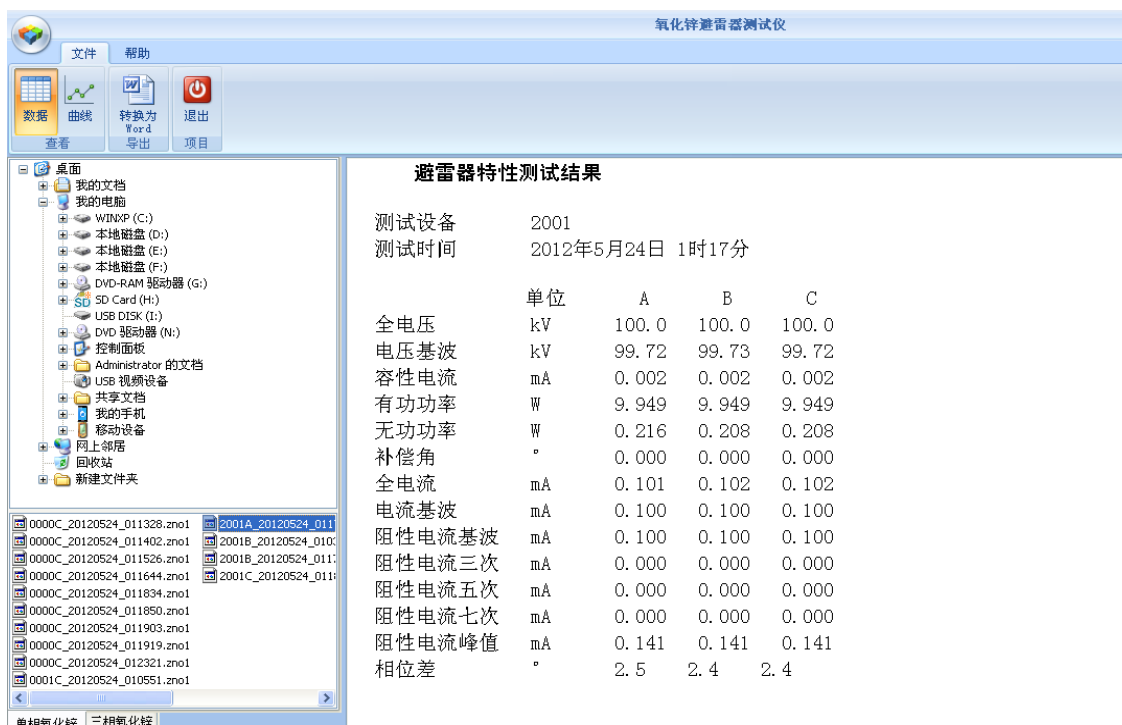 氧化锌避雷器测试仪
文件 帮助
数据 曲线 转换为 Word 退出
查看 导出 项目
桌面
我的文档
我的电脑
WINXP (C:)
本地磁盘 (D:)
本地磁盘 (E:)
本地磁盘 (F:)
DVD-RAM 驱动器 (G:)
SD Card (H:)
USB DISK (I:)
DVD 驱动器 (N:)
控制面板
Administrator 的文档
USB 视频设备
共享文档
我的手机
移动设备
网上邻居
回收站
新建文件夹
0000C_20120524_011328.zno1 2001A_20120524_011
0000C_20120524_011402.zno1 2001B_20120524_010
0000C_20120524_011526.zno1 2001B_20120524_011
0000C_20120524_011644.zno1 2001C_20120524_011
0000C_20120524_011834.zno1
0000C_20120524_011850.zno1
0000C_20120524_011903.zno1
0000C_20120524_011919.zno1
0000C_20120524_012321.zno1
0001C_20120524_010551.zno1
单相氧化锌 三相氧化锌
避雷器特性测试结果
测试设备 2001
测试时间 2012年5月24日 1时17分
单位 A B C
全电压 kV 100.0 100.0 100.0
电压基波 kV 99.72 99.73 99.72
容性电流 mA 0.002 0.002 0.002
有功功率 W 9.949 9.949 9.949
无功功率 W 0.216 0.208 0.208
补偿角 ° 0.000 0.000 0.000
全电流 mA 0.101 0.102 0.102
电流基波 mA 0.100 0.100 0.100
阻性电流基波 mA 0.100 0.100 0.100
阻性电流三次 mA 0.000 0.000 0.000
阻性电流五次 mA 0.000 0.000 0.000
阻性电流七次 mA 0.000 0.000 0.000
阻性电流峰值 mA 0.141 0.141 0.141
相位差 ° 2.5 2.4 2.4